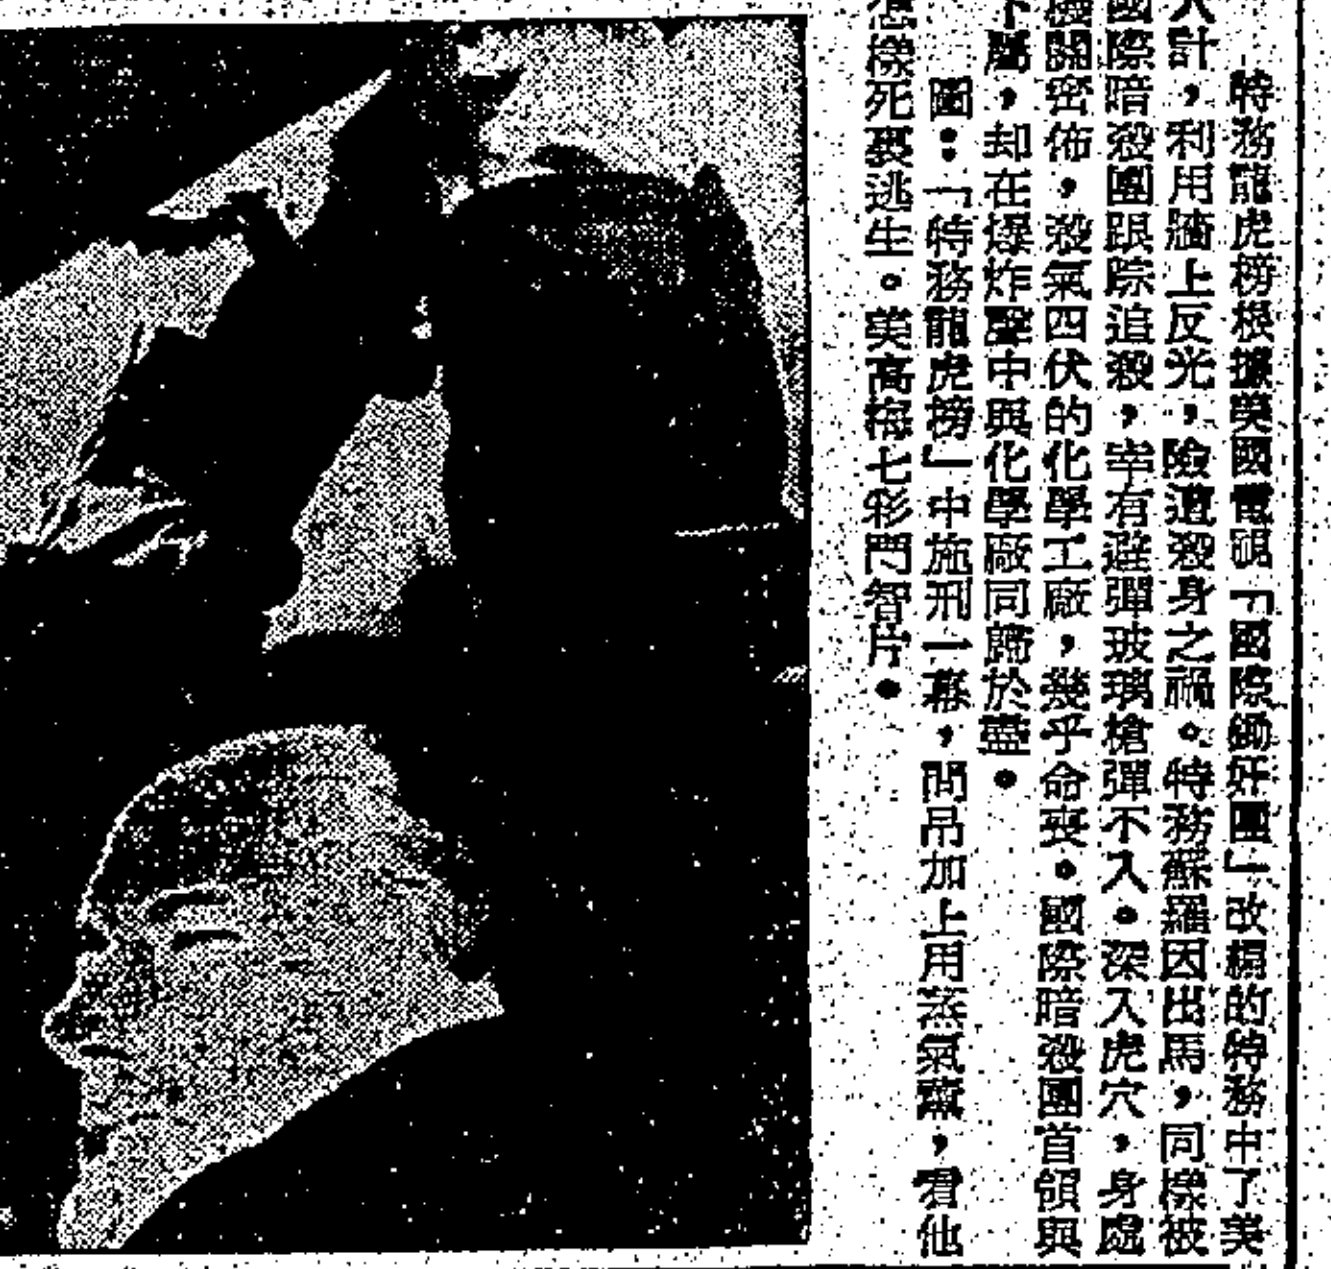 特務龍虎榜根據美國電視「國際鋤奸團」改編的特務中了美
人計，利用牆上反光，險遭殺身之禍。特務蘇羅因出馬，同樣被
國際暗殺團跟踪追殺，幸有避彈玻璃槍彈不入。深入虎穴，身處
機關密佈，殺氣四伏的化學工廠，幾乎命喪。國際暗殺團首領與
下屬，却在爆炸聲中與化學廠同歸於盡。
圖：「特務龍虎榜」中施刑一幕，問吊加上用蒸氣薰，看他
怎樣死裏逃生。美高梅七彩鬥智片。